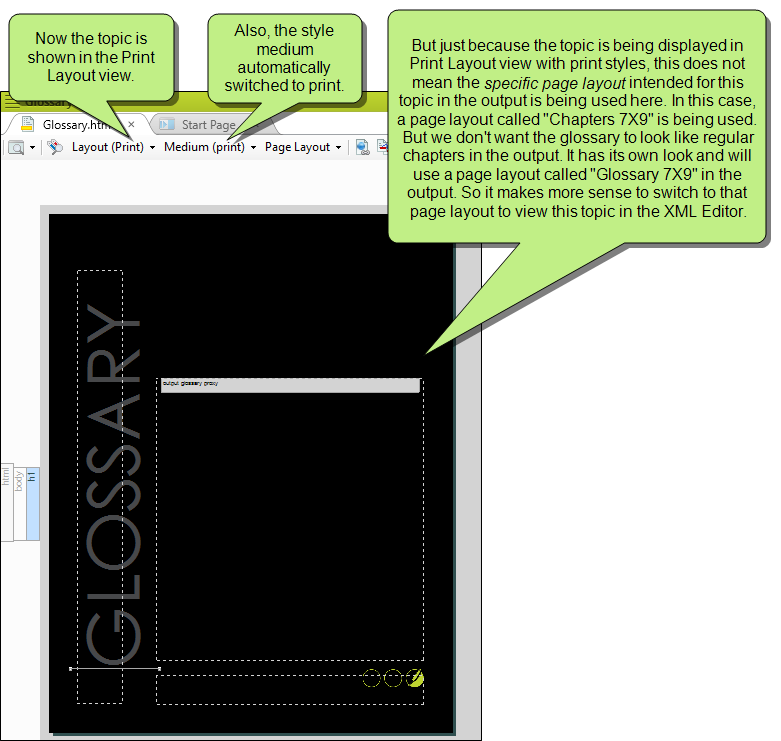 Now the topic is
shown in the Print
Layout view.
Also, the style
medium
automatically
switched to print.
But just because the topic is being displayed in
Print Layout view with print styles, this does not
mean the specific page layout intended for this
topic in the output is being used here. In this case,
a page layout called "Chapters 7X9" is being used.
But we don't want the glossary to look like regular
chapters in the output. It has its own look and will
use a page layout called "Glossary 7X9" in the
output. So it makes more sense to switch to that
page layout to view this topic in the XML Editor.
Glossary
Glossary.htm
Start Page
Layout (Print)
Medium (print)
Page Layout
GLOSSARY
output glossary proxy
html
body
h1